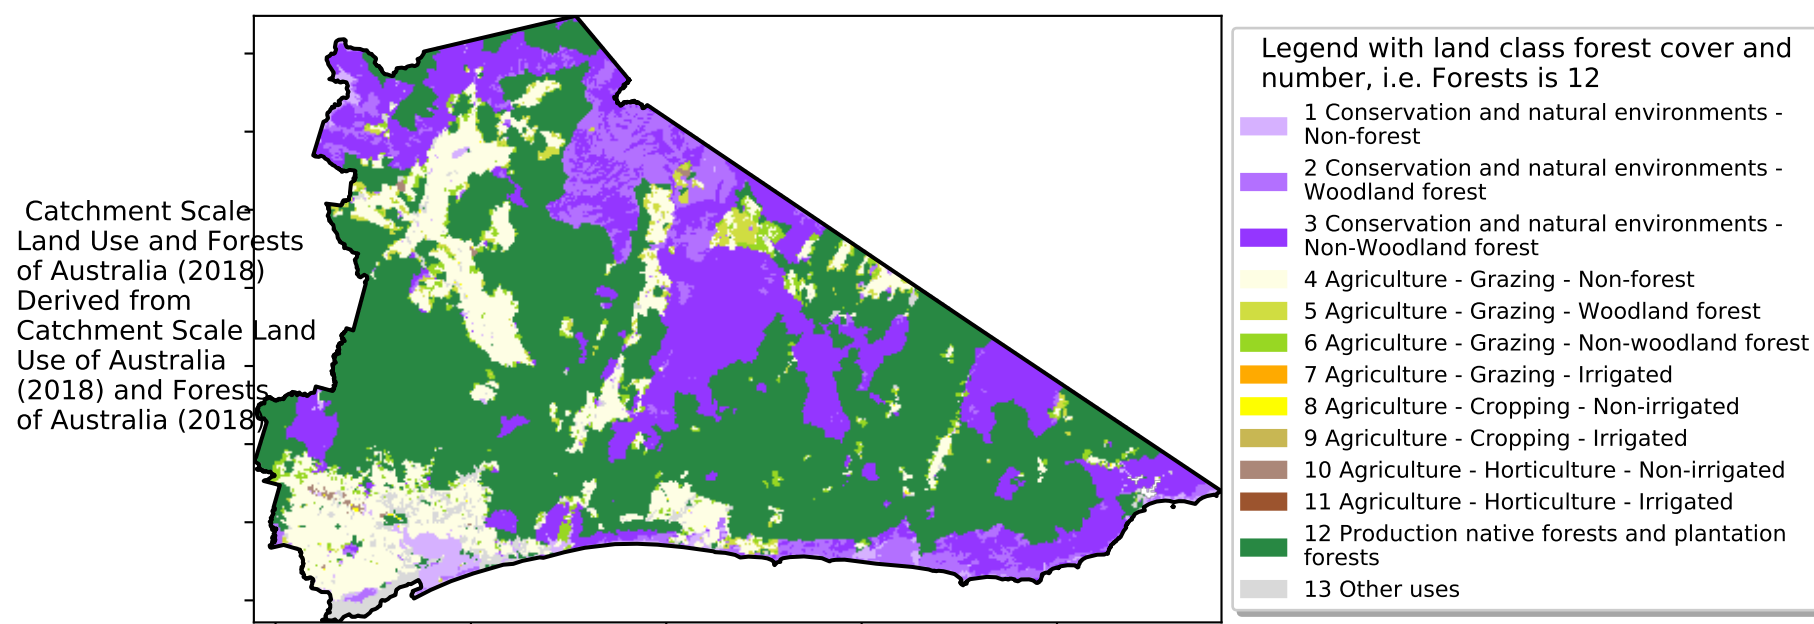 Catchment Scale
Land Use and Forests
of Australia (2018)
Derived from
Catchment Scale Land
Use of Australia
(2018) and Forests
of Australia (2018)
Legend with land class forest cover and
number, i.e. Forests is 12
1 Conservation and natural environments -
Non-forest
2 Conservation and natural environments -
Woodland forest
3 Conservation and natural environments -
Non-Woodland forest
4 Agriculture - Grazing - Non-forest
5 Agriculture - Grazing - Woodland forest
6 Agriculture - Grazing - Non-woodland forest
7 Agriculture - Grazing - Irrigated
8 Agriculture - Cropping - Non-irrigated
9 Agriculture - Cropping - Irrigated
10 Agriculture - Horticulture - Non-irrigated
11 Agriculture - Horticulture - Irrigated
12 Production native forests and plantation
forests
13 Other uses